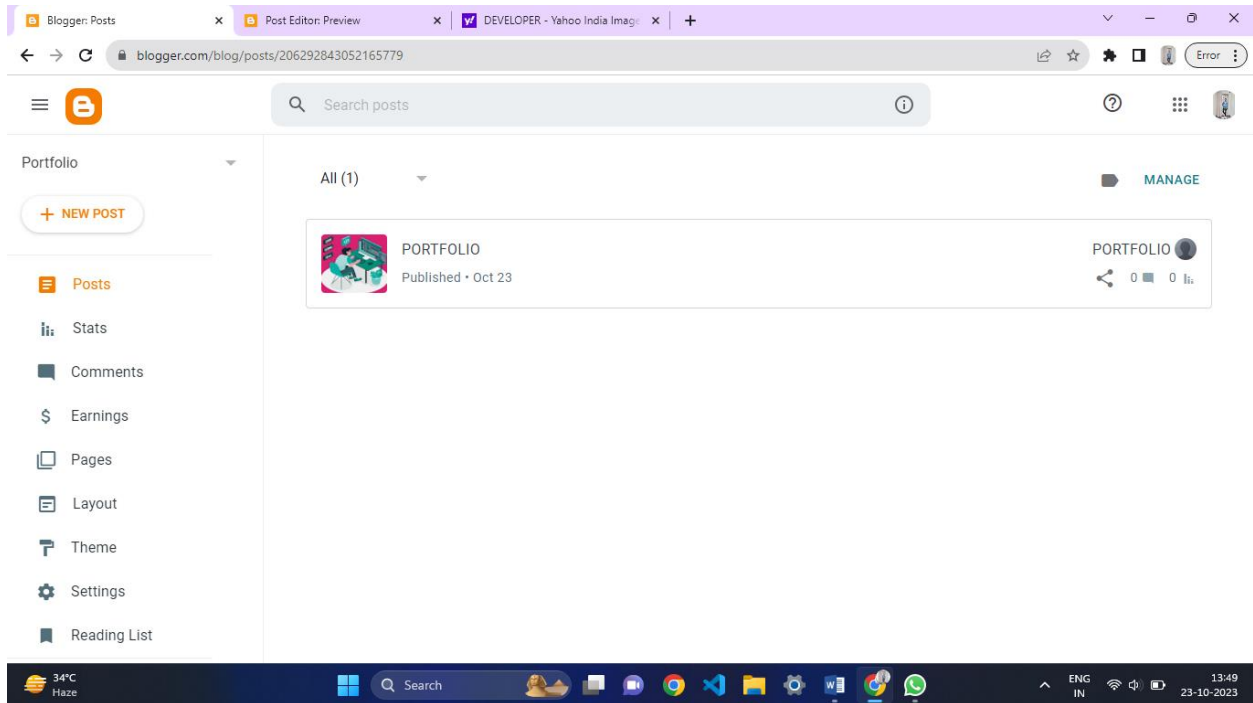 Blogger: Posts
Post Editor: Preview
DEVELOPER - Yahoo India Image
blogger.com/blog/posts/206292843052165779
Error
Search posts
Portfolio
All (1)
MANAGE
NEW POST
PORTFOLIO
PORTFOLIO
Published • Oct 23
0
0
Posts
Stats
Comments
Earnings
Pages
Layout
Theme
Settings
Reading List
34°C
Haze
Search
ENG
IN
13:49
23-10-2023